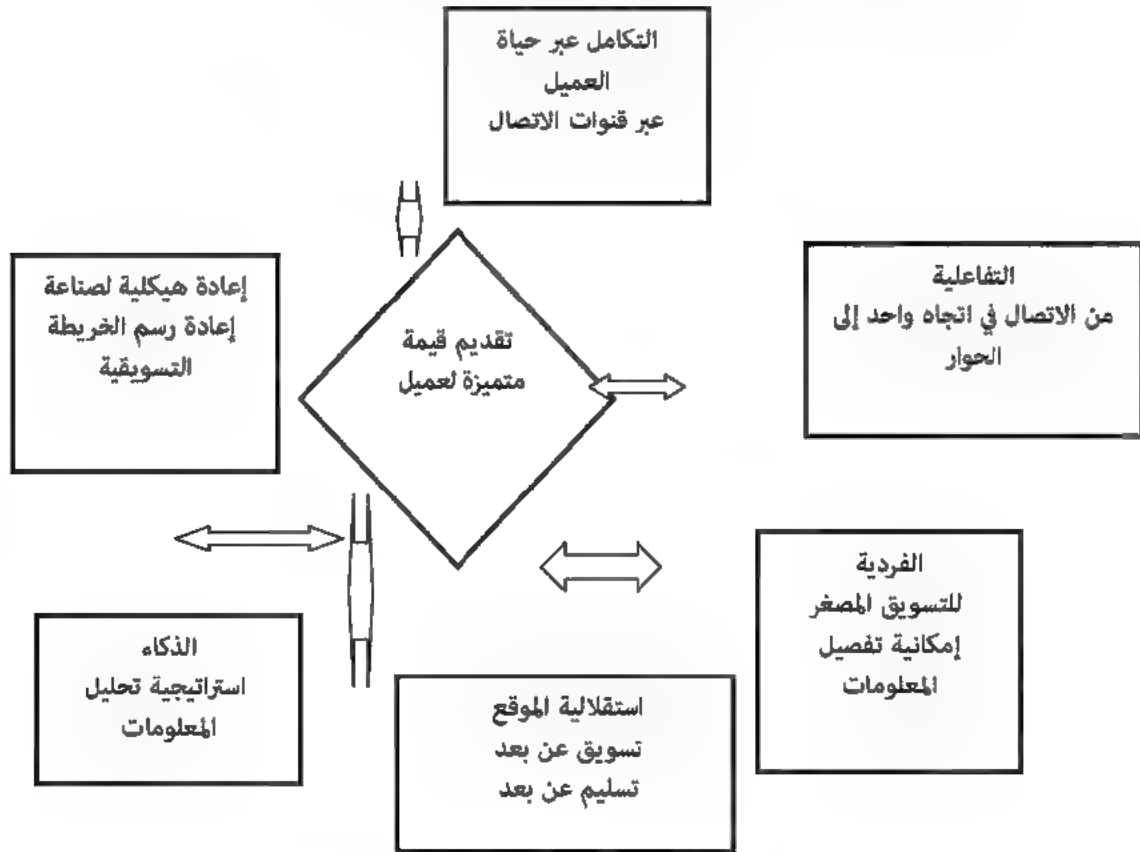 التكامل عبر حياة
العميل
عبر قنوات الاتصال
التفاعلية
من الاتصال في اتجاه واحد إلى
الحوار
تقديم قيمة
متميزة لعميل
إعادة هيكلية لصناعة
إعادة رسم الخريطة
التسويقية
الفردية
للتسويق المصغر
إمكانية تفصيل
المعلومات
استقلالية الموقع
تسويق عن بعد
تسليم عن بعد
الذكاء
استراتيجية تحليل
المعلومات